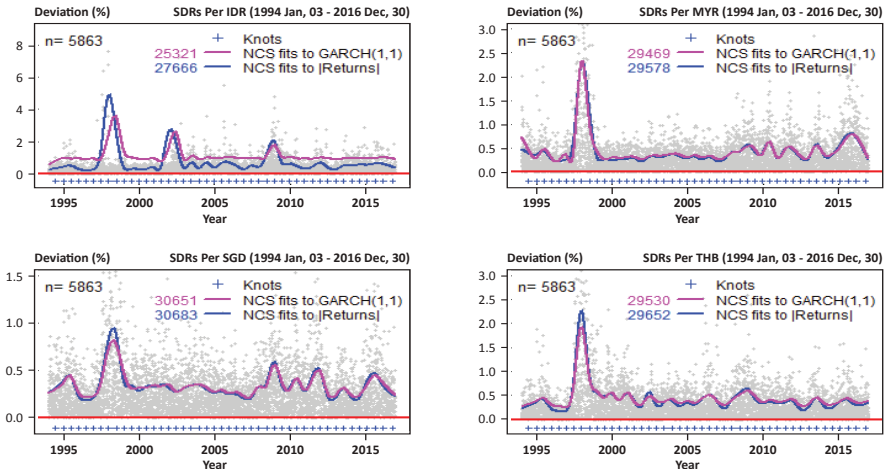 Deviation (%) SDRs Per IDR (1994 Jan, 03 - 2016 Dec, 30)
n= 5863
+ Knots
25321 NCS fits to GARCH(1,1)
27666 NCS fits to |Returns|
8
6
4
2
0
1995 2000 2005 2010 2015
Year
Deviation (%) SDRs Per MYR (1994 Jan, 03 - 2016 Dec, 30)
n= 5863
+ Knots
29469 NCS fits to GARCH(1,1)
29578 NCS fits to |Returns|
3.0
2.5
2.0
1.5
1.0
0.5
0.0
1995 2000 2005 2010 2015
Year
Deviation (%) SDRs Per SGD (1994 Jan, 03 - 2016 Dec, 30)
n= 5863
+ Knots
30651 NCS fits to GARCH(1,1)
30683 NCS fits to |Returns|
1.5
1.0
0.5
0.0
1995 2000 2005 2010 2015
Year
Deviation (%) SDRs Per THB (1994 Jan, 03 - 2016 Dec, 30)
n= 5863
+ Knots
29530 NCS fits to GARCH(1,1)
29652 NCS fits to |Returns|
3.0
2.5
2.0
1.5
1.0
0.5
0.0
1995 2000 2005 2010 2015
Year